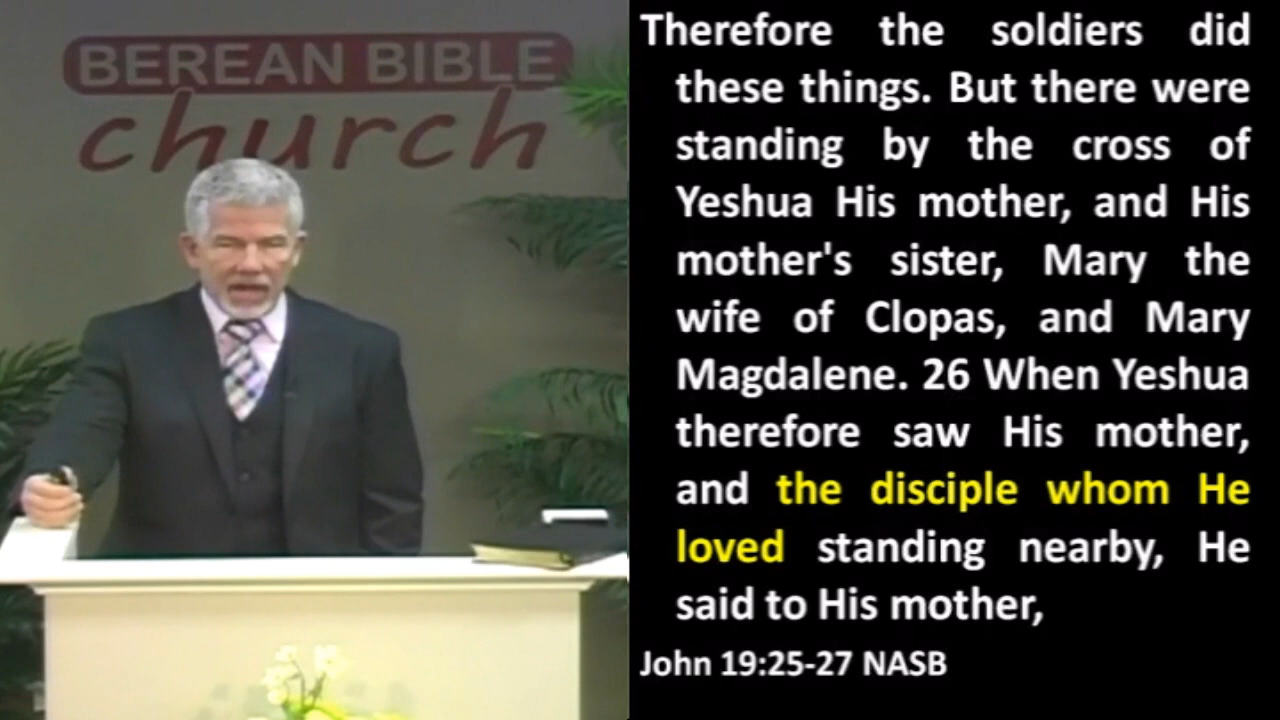 BEREAN BIBLE
church
Therefore the soldiers did
these things. But there were
standing by the cross of
Yeshua His mother, and His
mother's sister, Mary the
wife of Clopas, and Mary
Magdalene. 26 When Yeshua
therefore saw His mother,
and the disciple whom He
loved standing nearby, He
said to His mother,
John 19:25-27 NASB